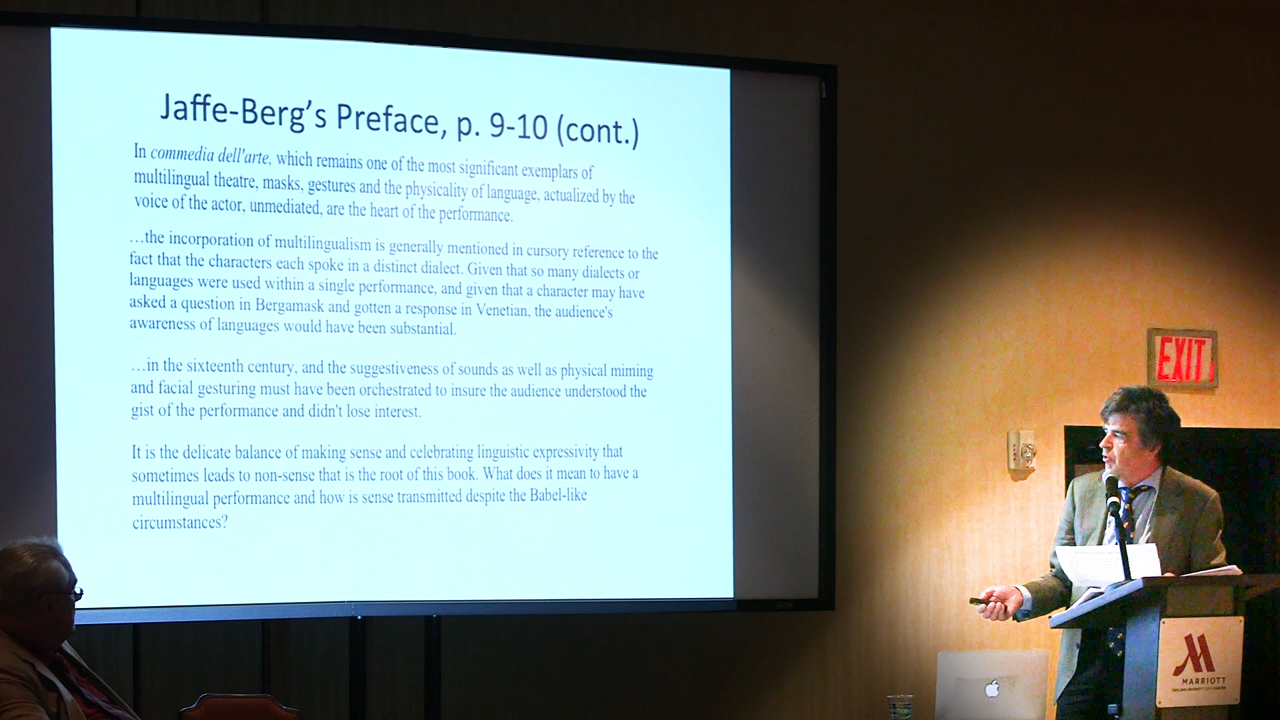 Jaffe-Berg's Preface, p. 9-10 (cont.)
In commedia dell'arte, which remains one of the most significant exemplars of
multilingual theatre, masks, gestures and the physicality of language, actualized by the
voice of the actor, unmediated, are the heart of the performance.
…the incorporation of multilingualism is generally mentioned in cursory reference to the
fact that the characters each spoke in a distinct dialect. Given that so many dialects or
languages were used within a single performance, and given that a character may have
asked a question in Bergamask and gotten a response in Venetian, the audience's
awareness of languages would have been substantial.
…in the sixteenth century, and the suggestiveness of sounds as well as physical miming
and facial gesturing must have been orchestrated to insure the audience understood the
gist of the performance and didn't lose interest.
It is the delicate balance of making sense and celebrating linguistic expressivity that
sometimes leads to non-sense that is the root of this book. What does it mean to have a
multilingual performance and how is sense transmitted despite the Babel-like
circumstances?
EXIT
MARRIOTT